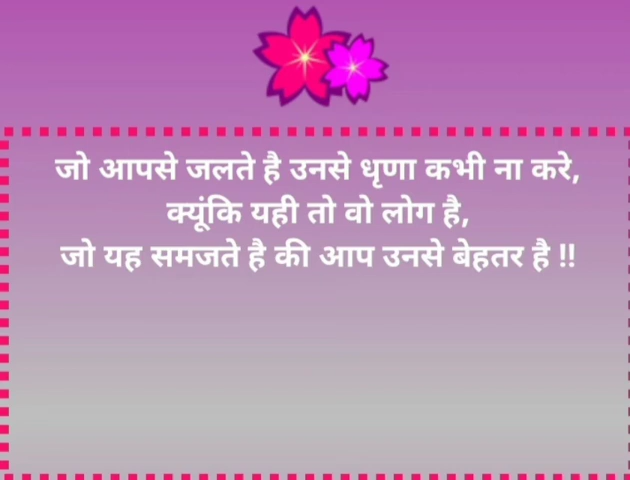 जो आपसे जलते है उनसे धृणा कभी ना करे,
क्यूंकि यही तो वो लोग है,
जो यह समजते है की आप उनसे बेहतर है !!